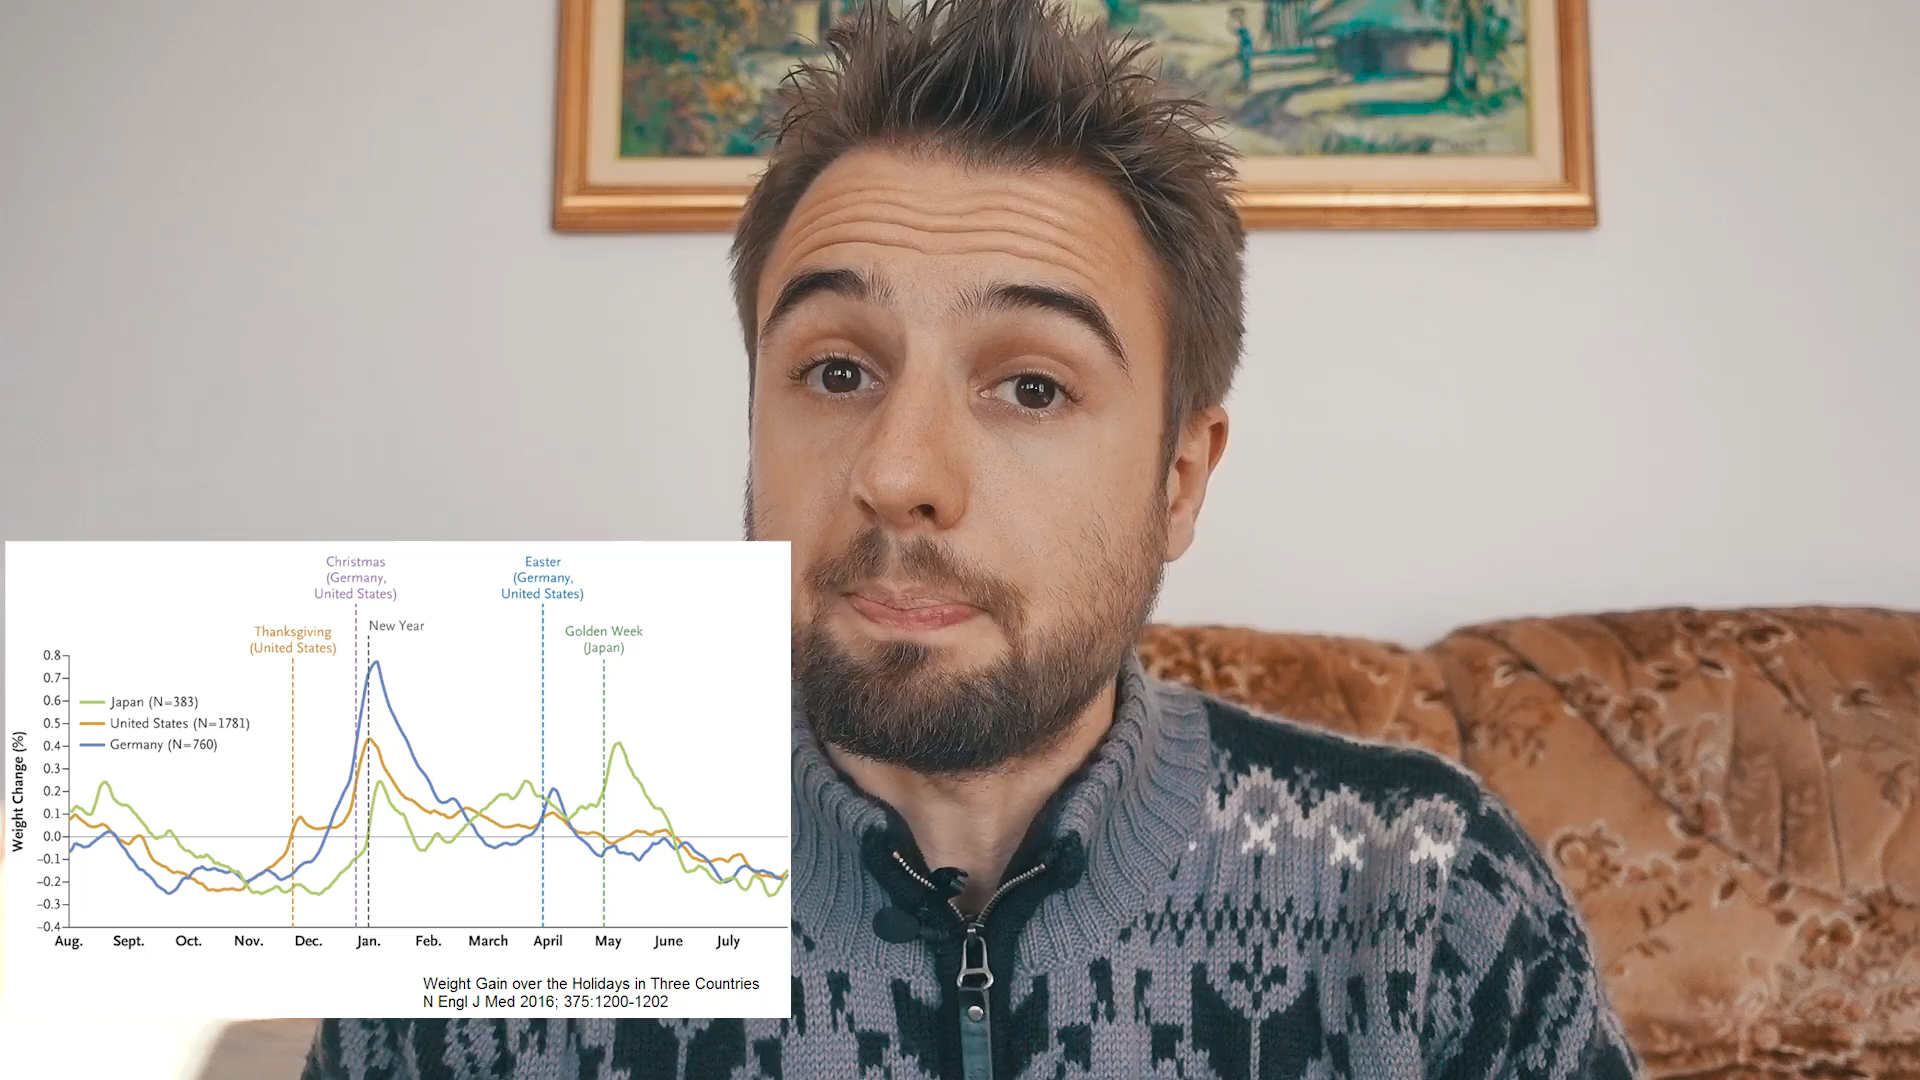 Christmas
(Germany,
United States)
Easter
(Germany,
United States)
New Year
Thanksgiving
(United States)
Golden Week
(Japan)
Weight Change (%)
0.8
0.7
0.6
0.5
0.4
0.3
0.2
0.1
0.0
−0.1
−0.2
−0.3
−0.4
Japan (N=383)
United States (N=1781)
Germany (N=760)
Aug. Sept. Oct. Nov. Dec. Jan. Feb. March April May June July
Weight Gain over the Holidays in Three Countries
N Engl J Med 2016; 375:1200-1202